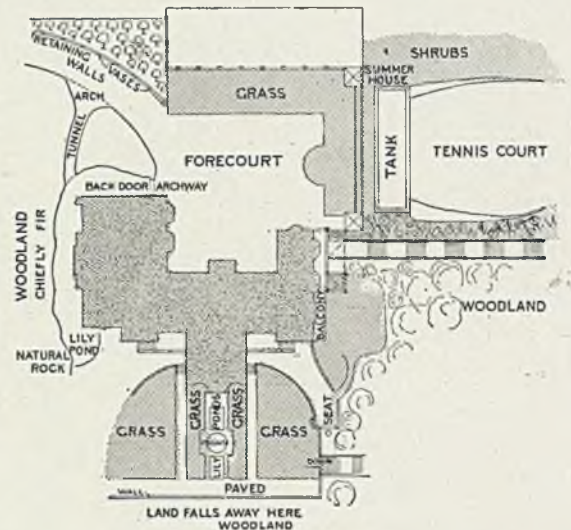 RETAINING
WALLS
VASES
ARCH
TUNNEL
SHRUBS
SUMMER
HOUSE
GRASS
FORECOURT
TANK
TENNIS COURT
BACK DOOR ARCHWAY
WOODLAND
CHIEFLY FIR
BALCONY
WOODLAND
LILY
POND
NATURAL
ROCK
GRASS
GRASS
PONDS
SEAT
GRASS
GRASS
LILY
PAVED
WALL
LAND FALLS AWAY HERE
WOODLAND